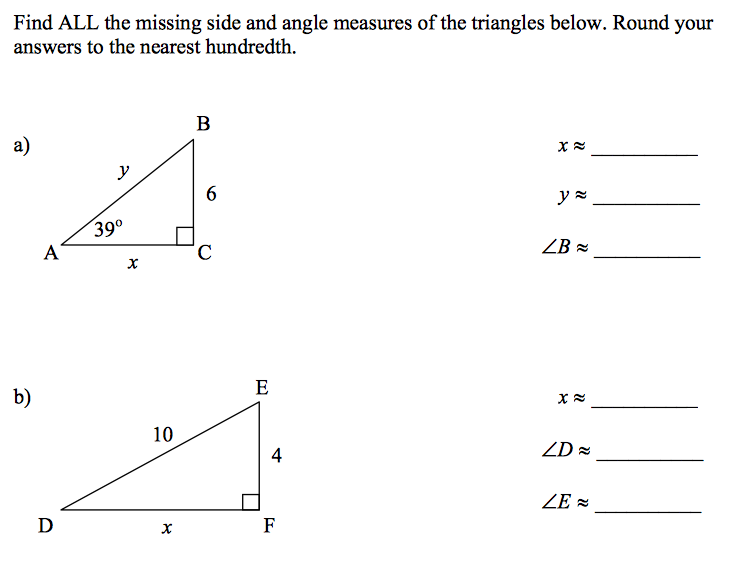 Find ALL the missing side and angle measures of the triangles below. Round your
answers to the nearest hundredth.
a)
B
x ≈
y
6
y ≈
39°
A
x
C
∠B ≈
b)
E
x ≈
10
4
∠D ≈
∠E ≈
D
x
F